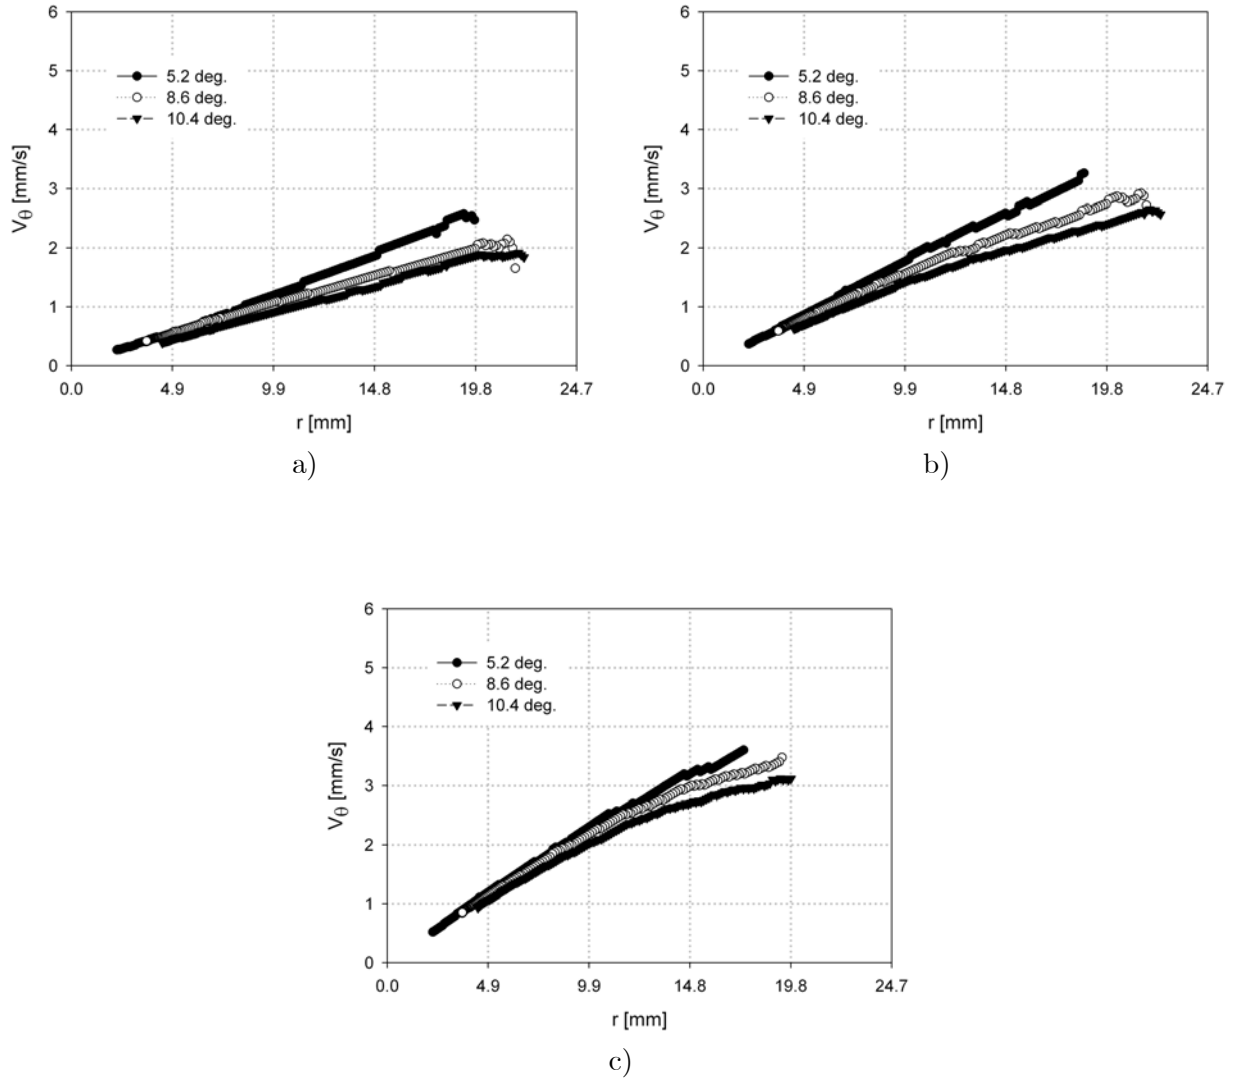 6
5
4
3
2
1
0
V_θ [mm/s]
5.2 deg.
8.6 deg.
10.4 deg.
0.0 4.9 9.9 14.8 19.8 24.7
r [mm]
a)
6
5
4
3
2
1
0
V_θ [mm/s]
5.2 deg.
8.6 deg.
10.4 deg.
0.0 4.9 9.9 14.8 19.8 24.7
r [mm]
b)
6
5
4
3
2
1
0
V_θ [mm/s]
5.2 deg.
8.6 deg.
10.4 deg.
0.0 4.9 9.9 14.8 19.8 24.7
r [mm]
c)